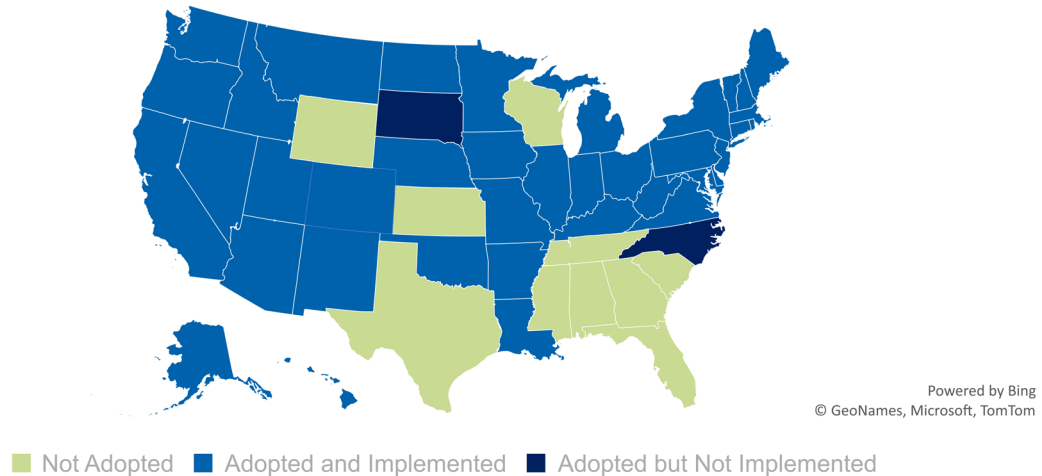 Powered by Bing
© GeoNames, Microsoft, TomTom
Not Adopted Adopted and Implemented Adopted but Not Implemented